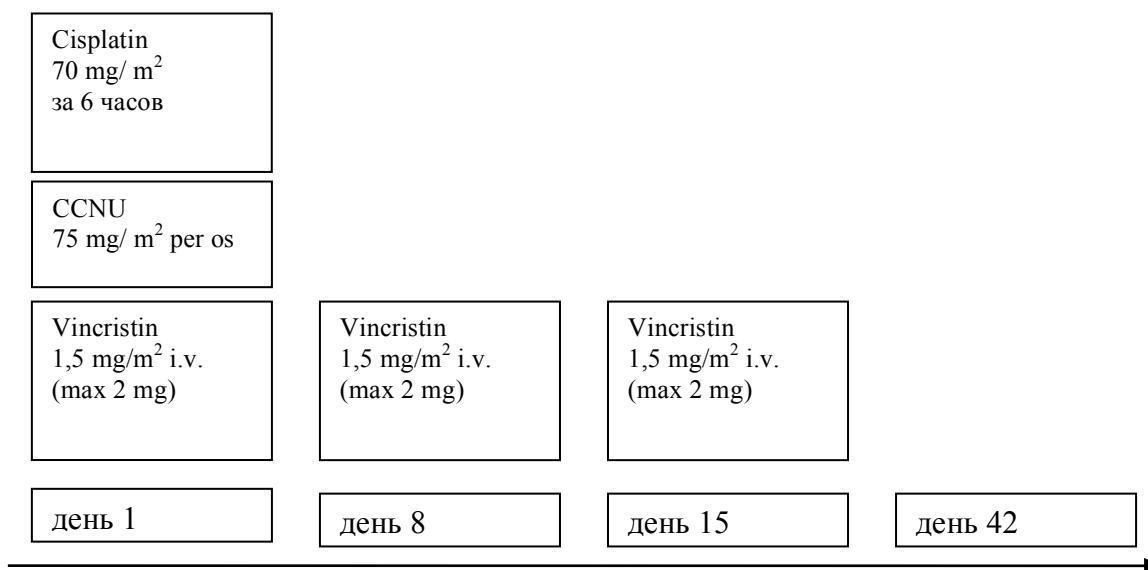 Cisplatin
70 mg/ m²
за 6 часов
CCNU
75 mg/ m² per os
Vincristin
1,5 mg/m² i.v.
(max 2 mg)
Vincristin
1,5 mg/m² i.v.
(max 2 mg)
Vincristin
1,5 mg/m² i.v.
(max 2 mg)
день 1
день 8
день 15
день 42